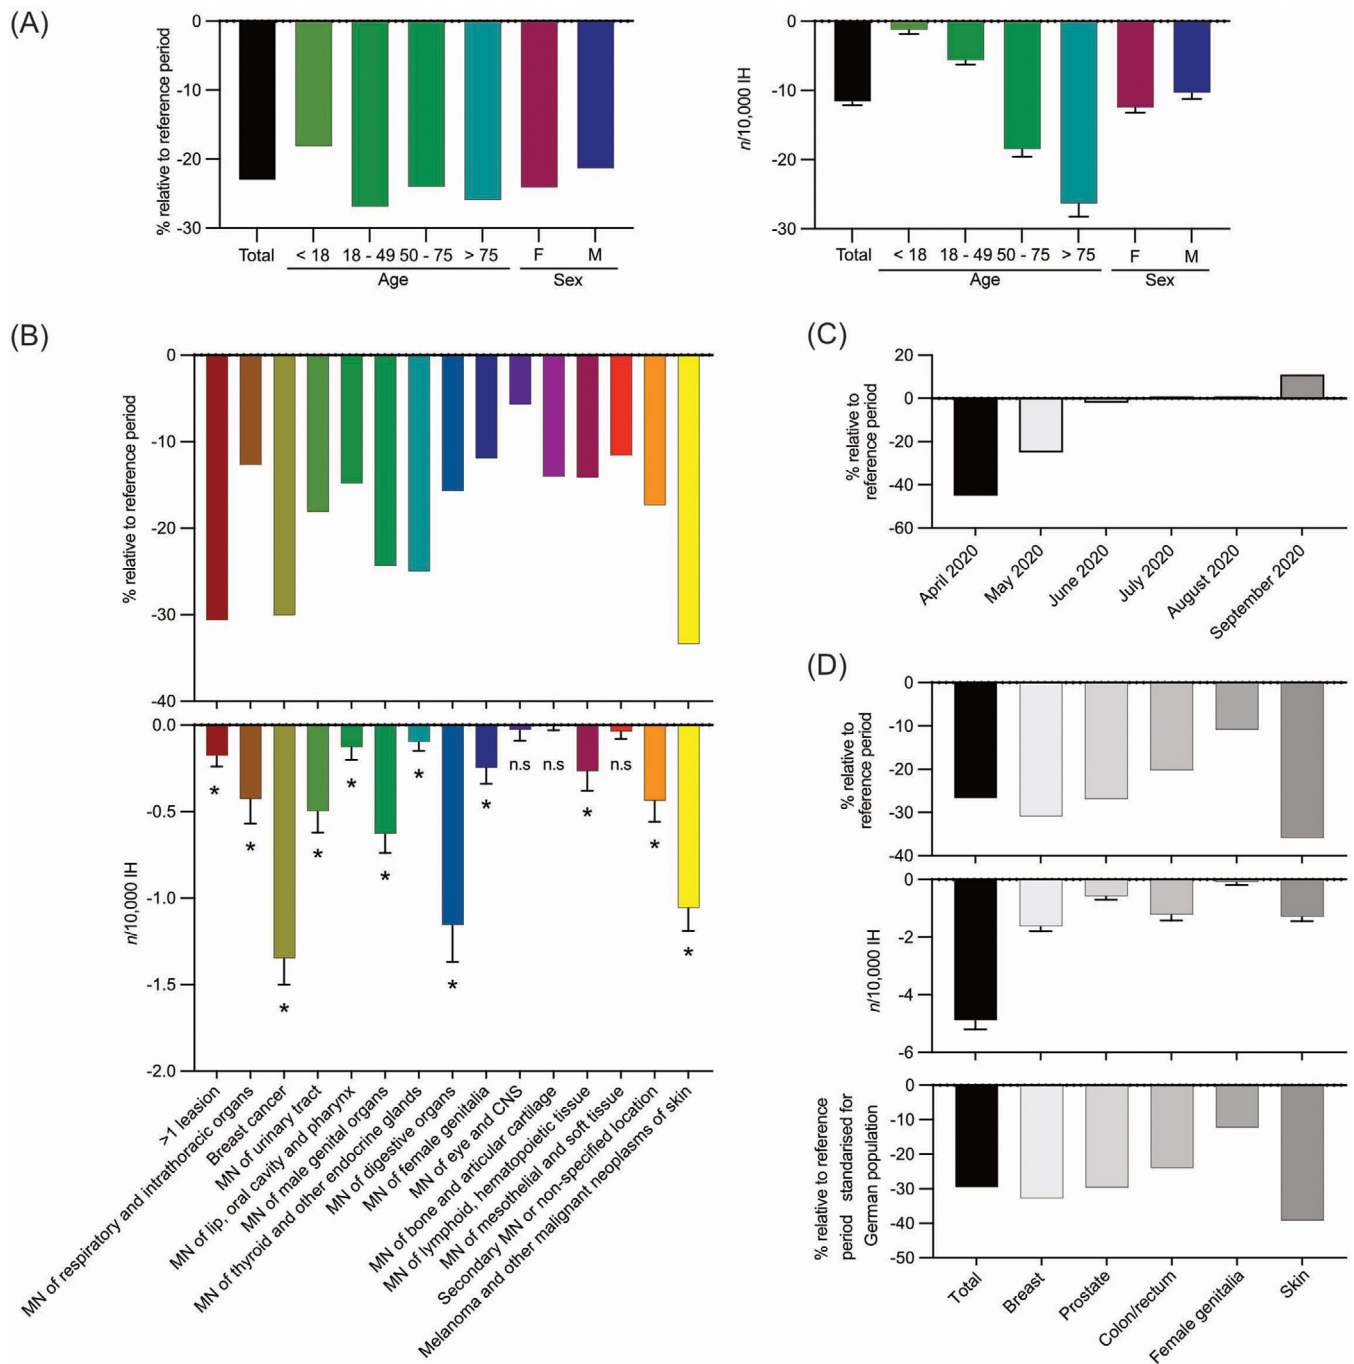 (A)
% relative to reference period
0
-10
-20
-30
Total
< 18
18 - 49
50 - 75
> 75
F
M
Age
Sex
n/10,000 IH
0
-10
-20
-30
Total
< 18
18 - 49
50 - 75
> 75
F
M
Age
Sex
(B)
% relative to reference period
0
-10
-20
-30
-40
n/10,000 IH
0.0
-0.5
-1.0
-1.5
-2.0
*
*
*
*
*
*
*
*
*
n.s
n.s
*
n.s
*
*
>1 leasion
MN of respiratory and intrathoracic organs
Breast cancer
MN of urinary tract
MN of lip, oral cavity and pharynx
MN of male genital organs
MN of thyroid and other endocrine glands
MN of digestive organs
MN of female genitalia
MN of eye and CNS
MN of bone and articular cartilage
MN of lymphoid, hematopoietic tissue
MN of mesothelial and soft tissue
Secondary MN or non-specified location
Melanoma and other malignant neoplasms of skin
(C)
% relative to
reference period
20
0
-20
-40
-60
April 2020
May 2020
June 2020
July 2020
August 2020
September 2020
(D)
% relative to
reference period
0
-10
-20
-30
-40
n/10,000 IH
0
-2
-4
-6
% relative to reference
period standarised for
German population
0
-10
-20
-30
-40
-50
Total
Breast
Prostate
Colon/rectum
Female genitalia
Skin